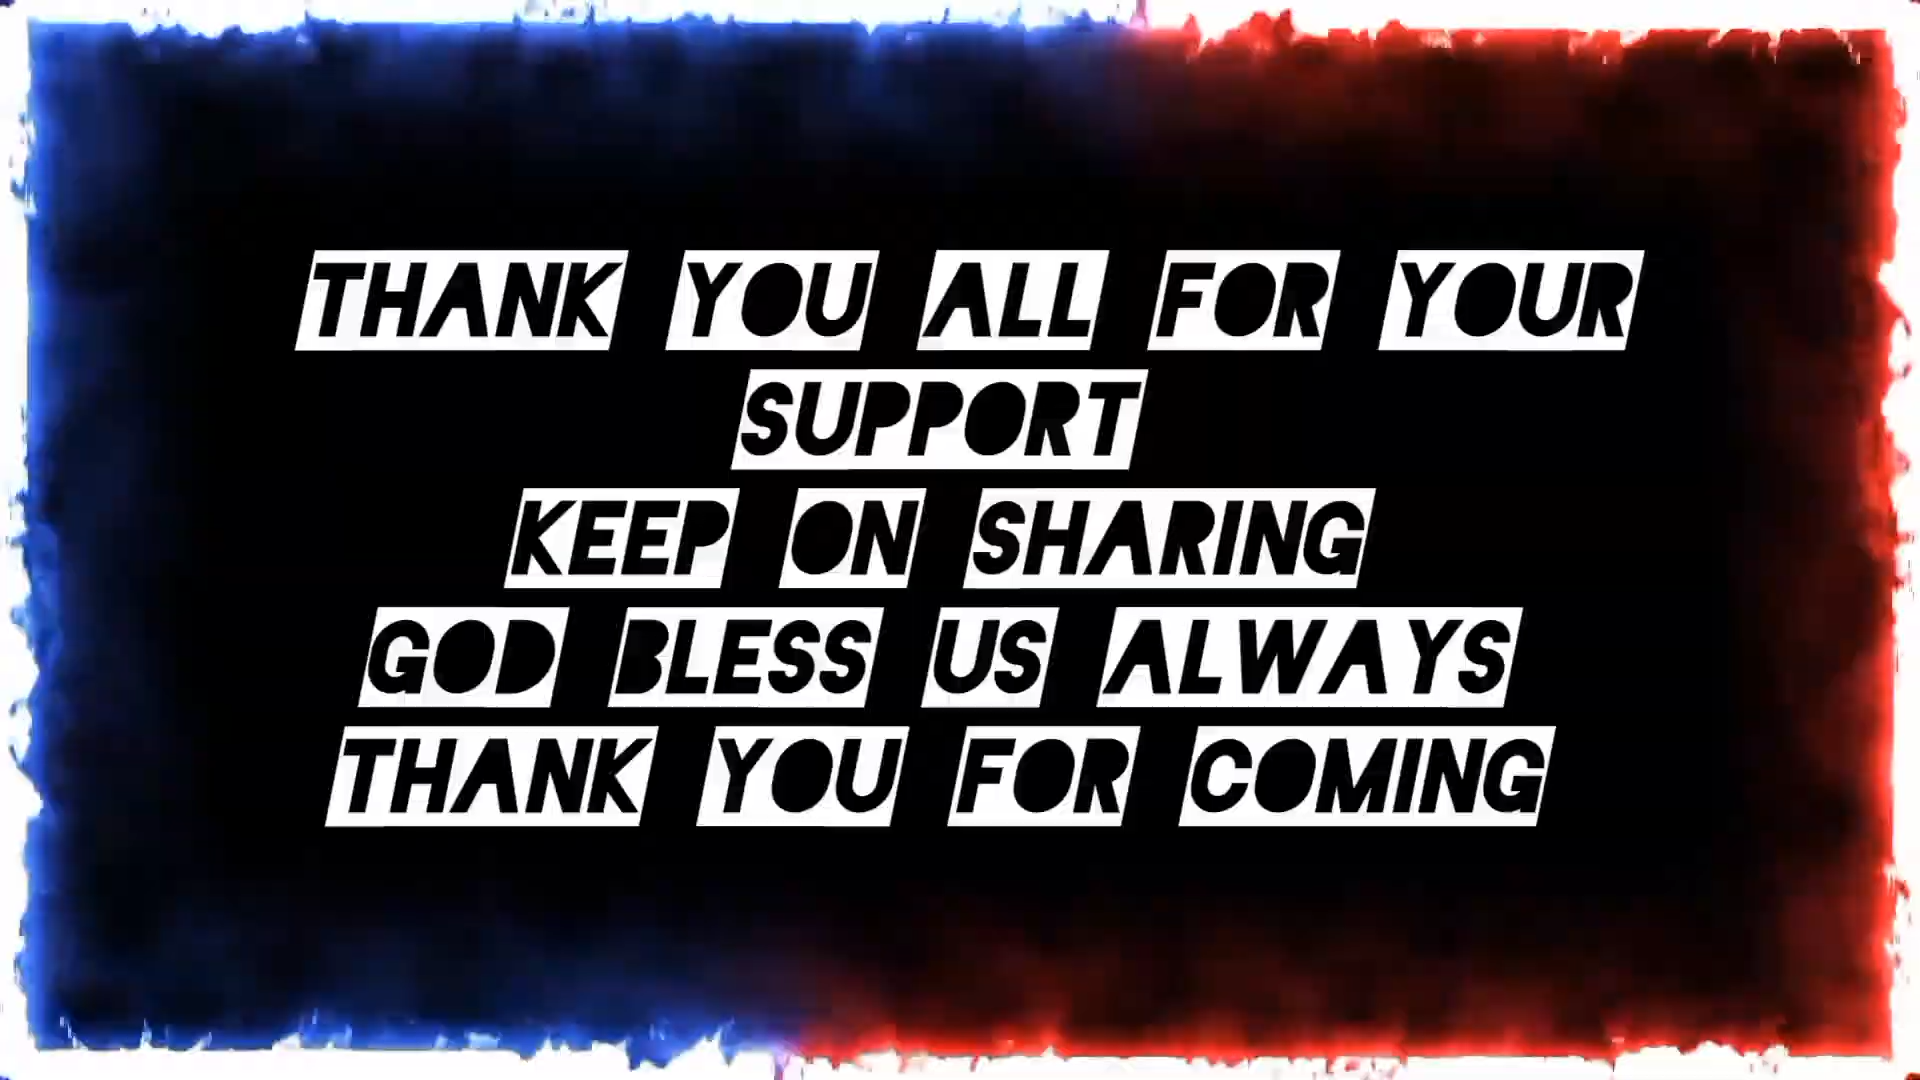 THANK YOU ALL FOR YOUR
SUPPORT
KEEP ON SHARING
GOD BLESS US ALWAYS
THANK YOU FOR COMING